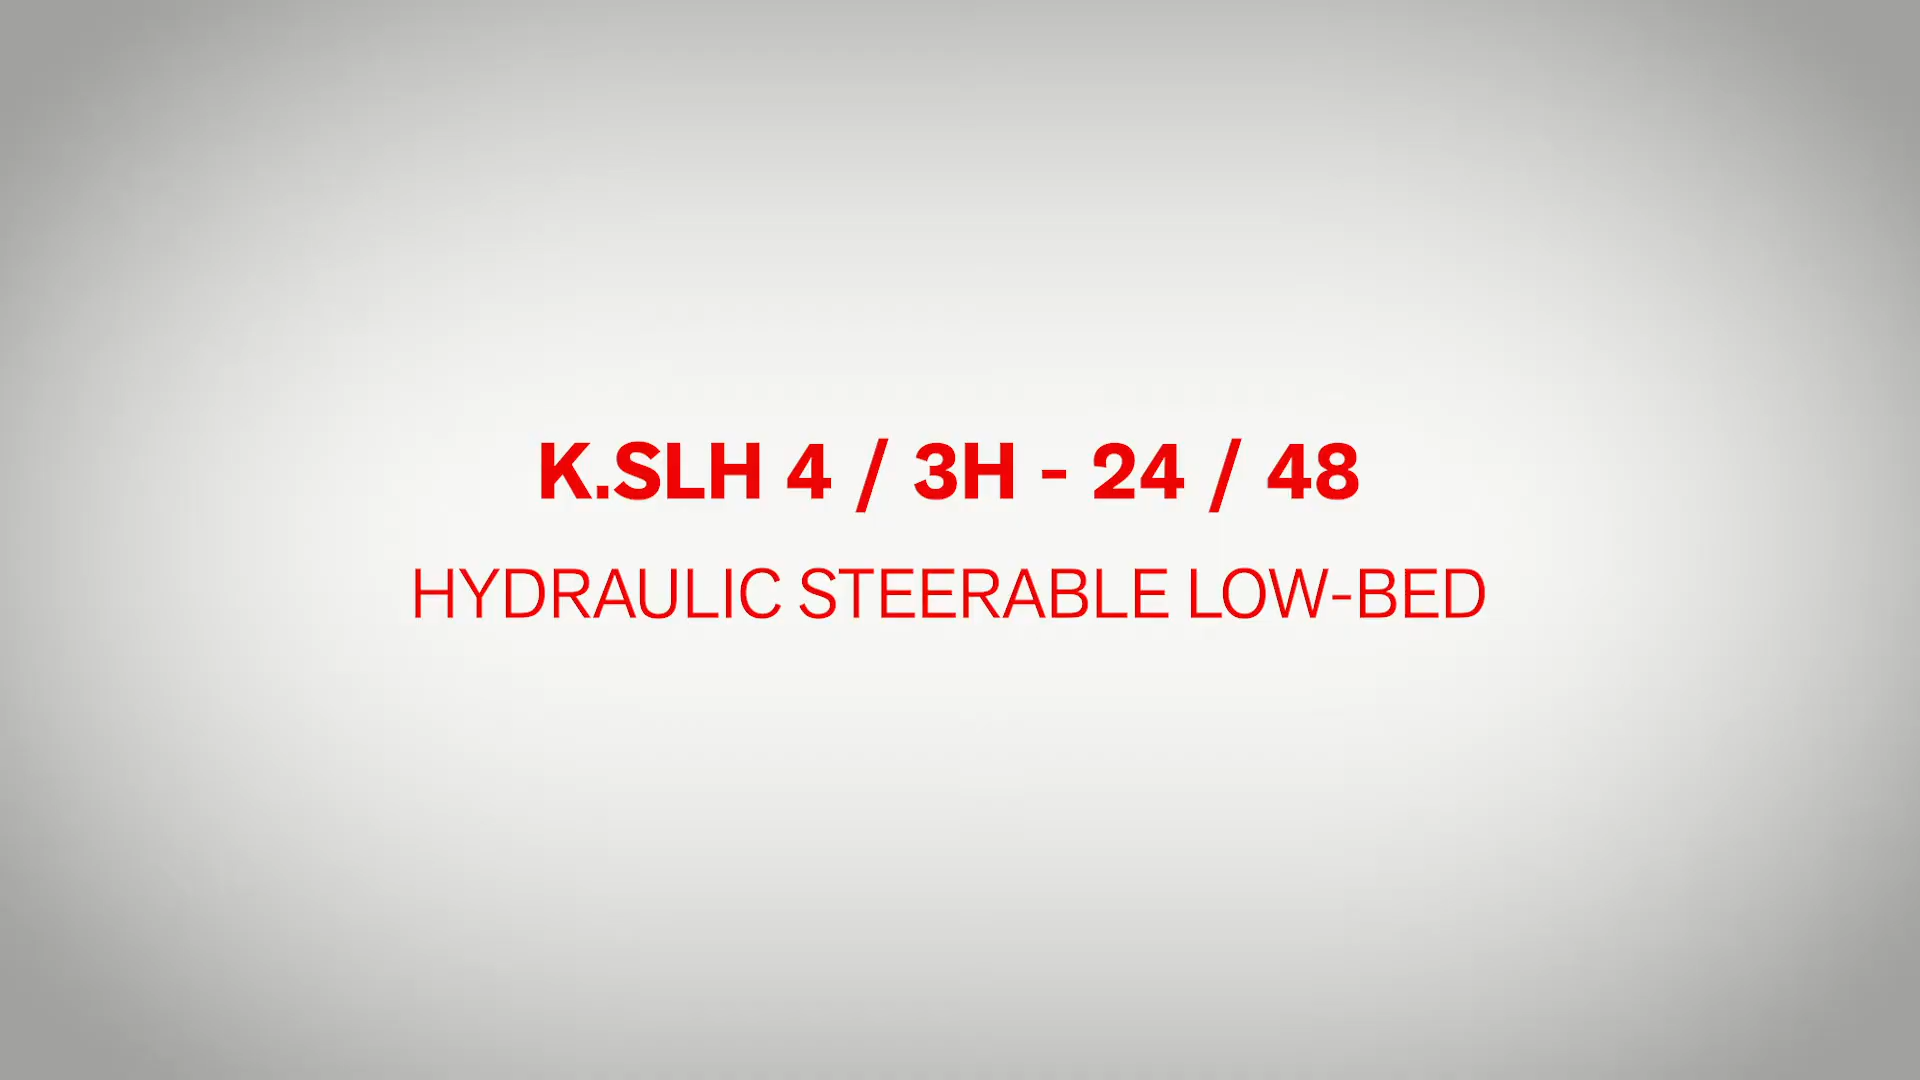 K.SLH 4 / 3H - 24 / 48
HYDRAULIC STEERABLE LOW-BED